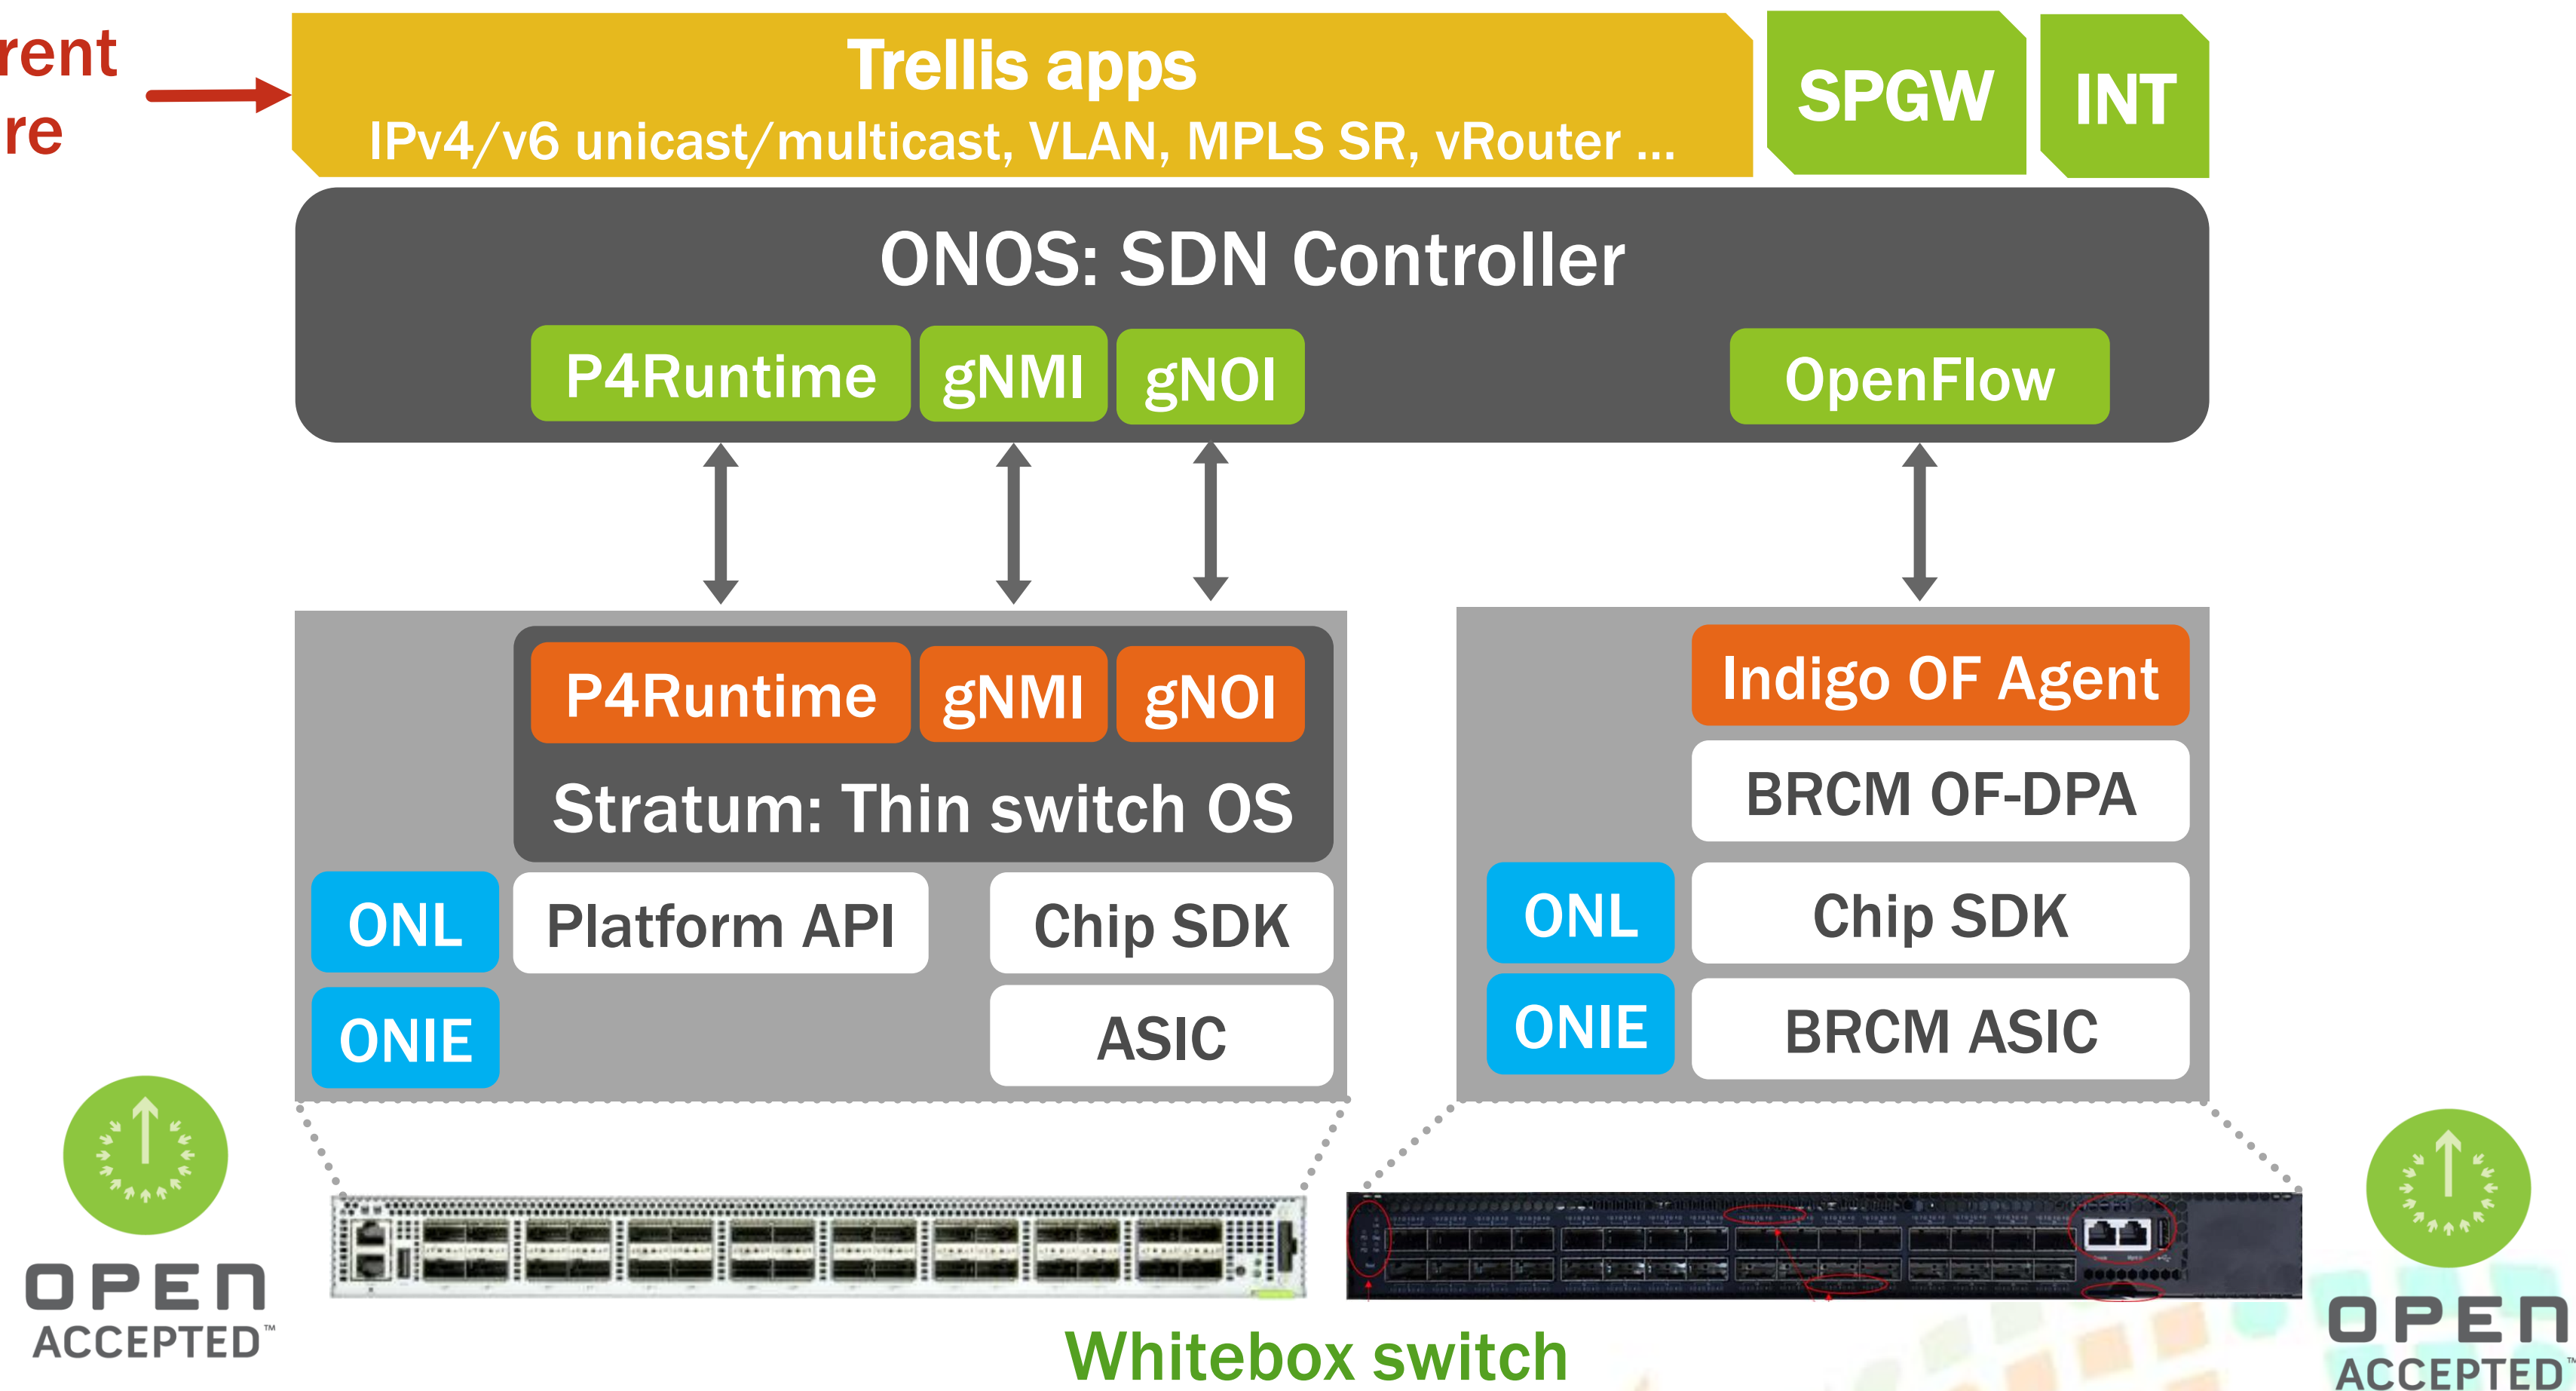 Trellis apps
IPv4/v6 unicast/multicast, VLAN, MPLS SR, vRouter ...
SPGW
INT
ONOS: SDN Controller
P4Runtime
gNMI
gNOI
OpenFlow
P4Runtime
gNMI
gNOI
Stratum: Thin switch OS
ONL
Platform API
Chip SDK
ONIE
ASIC
Indigo OF Agent
BRCM OF-DPA
ONL
Chip SDK
ONIE
BRCM ASIC
OPEN
ACCEPTED™
Whitebox switch
OPEN
ACCEPTED™